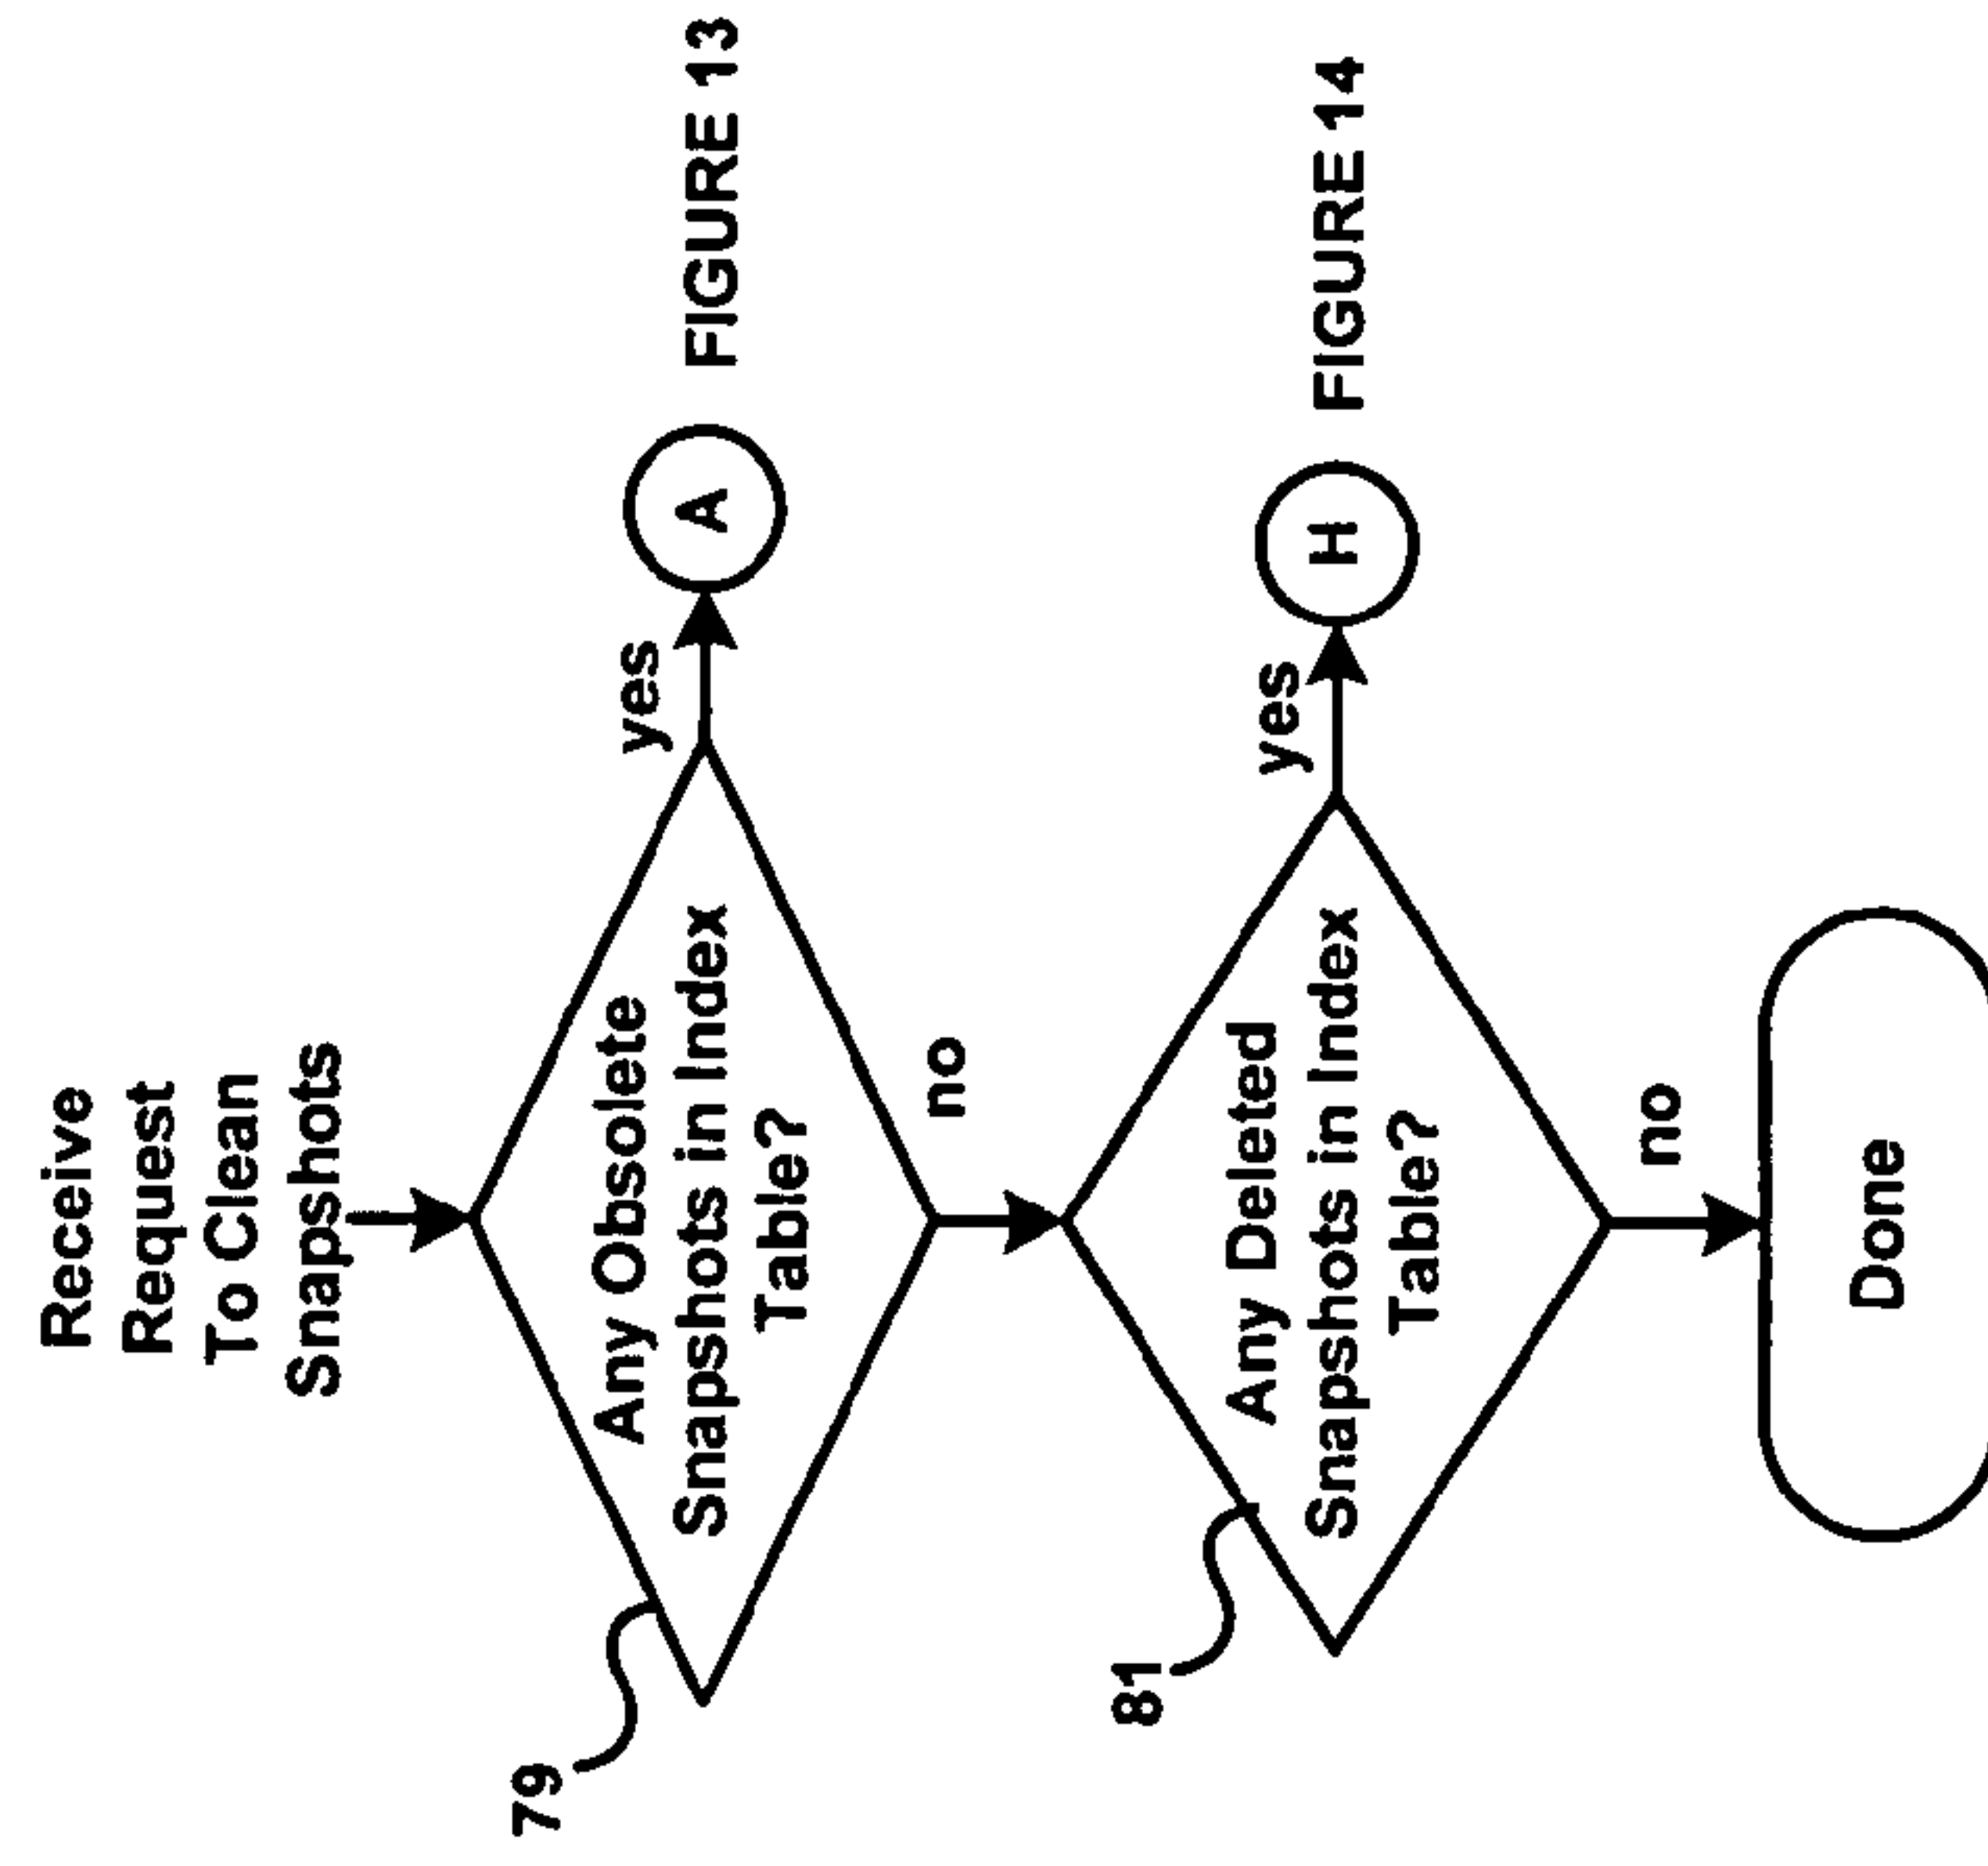 Receive
Request
To Clean
Snapshots
79
Any Obsolete
Snapshots in Index
Table?
yes
A
FIGURE 13
no
81
Any Deleted
Snapshots in Index
Table?
yes
H
FIGURE 14
no
Done